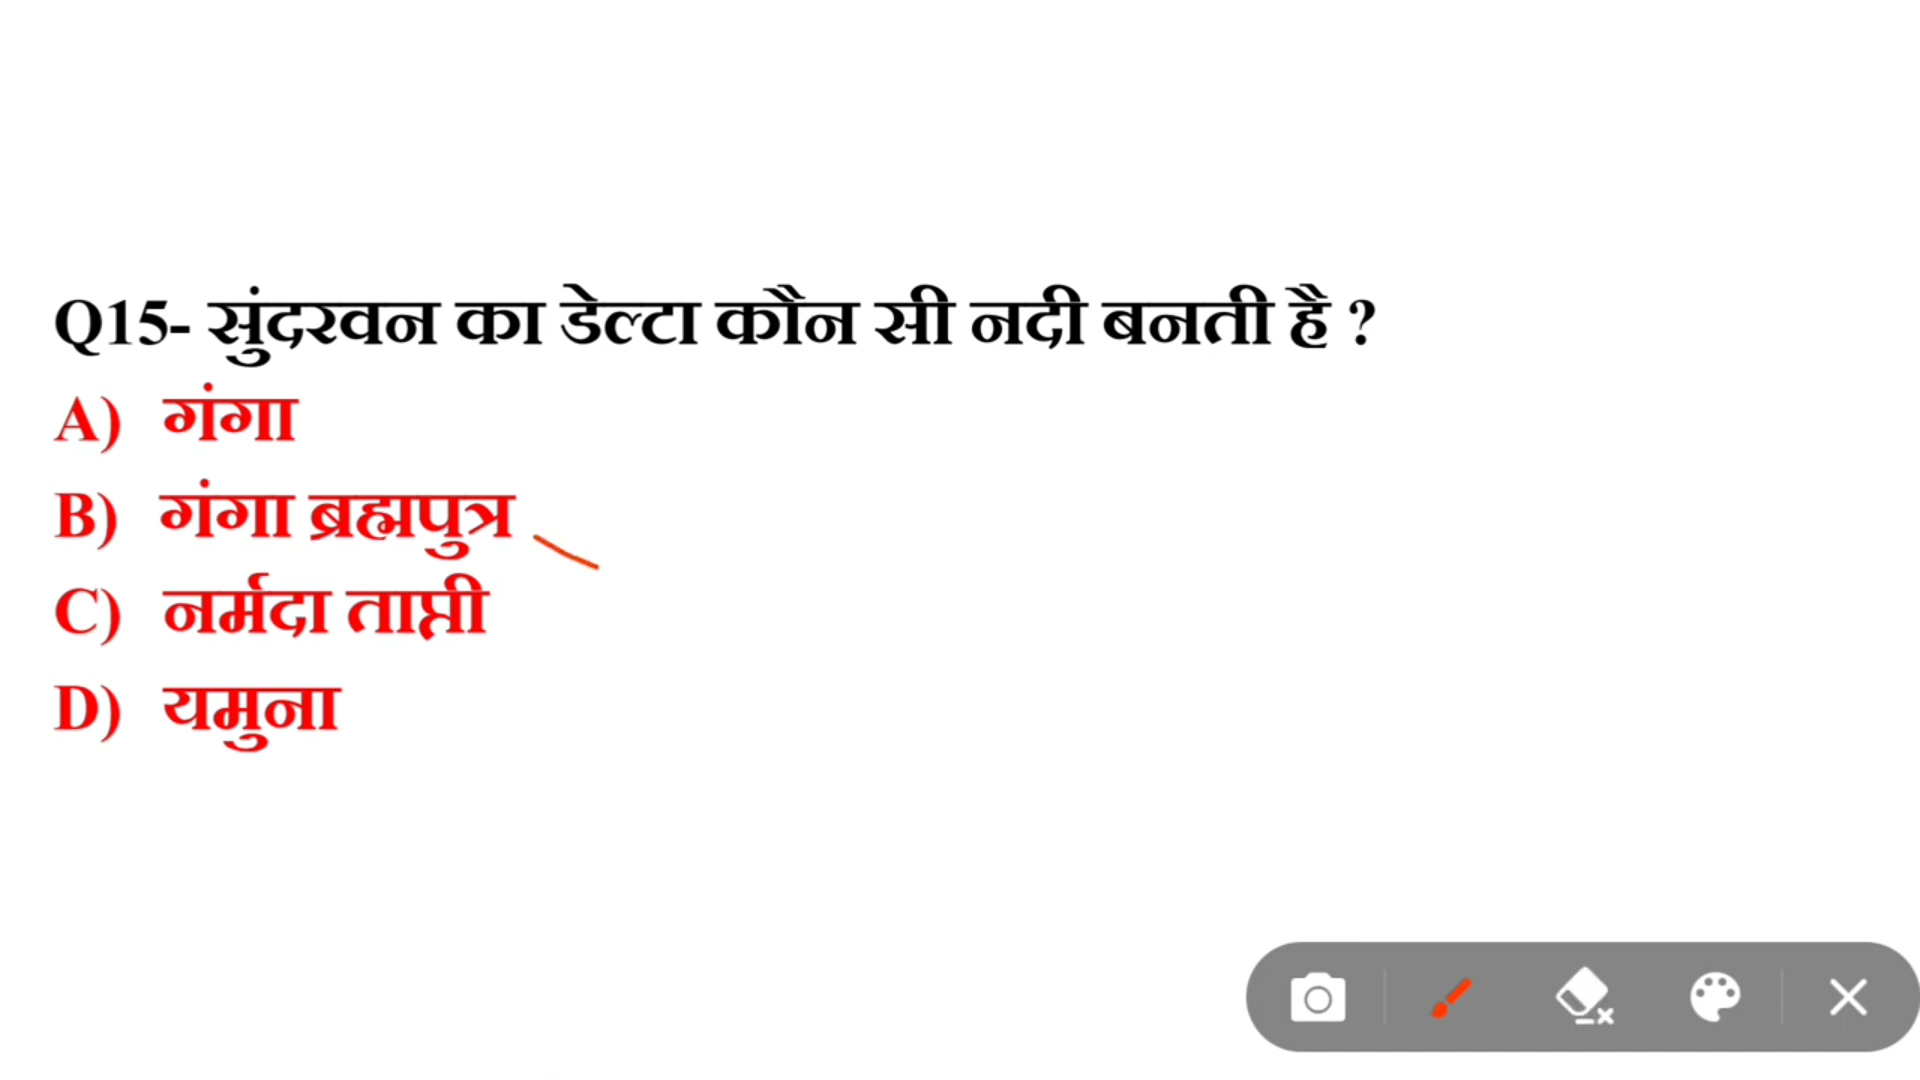 Q15- सुंदरवन का डेल्टा कौन सी नदी बनती है ?
A) गंगा
B) गंगा ब्रह्मपुत्र
C) नर्मदा ताप्ती
D) यमुना